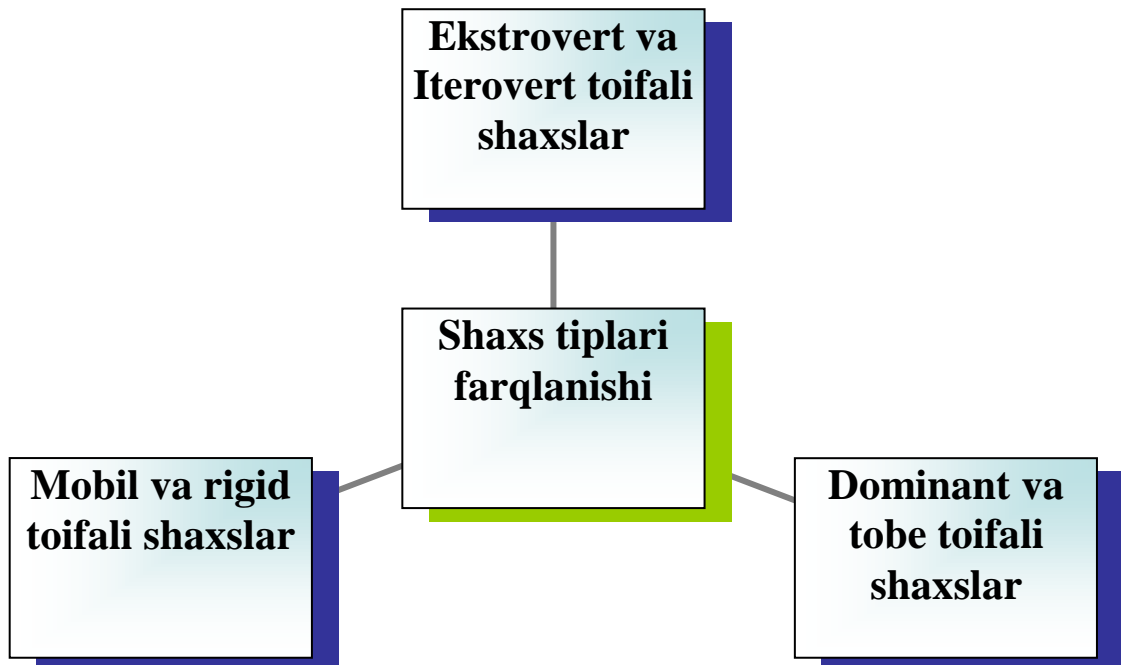 Ekstrovert va
Iterovert toifali
shaxslar
Shaxs tiplari
farqlanishi
Mobil va rigid
toifali shaxslar
Dominant va
tobe toifali
shaxslar